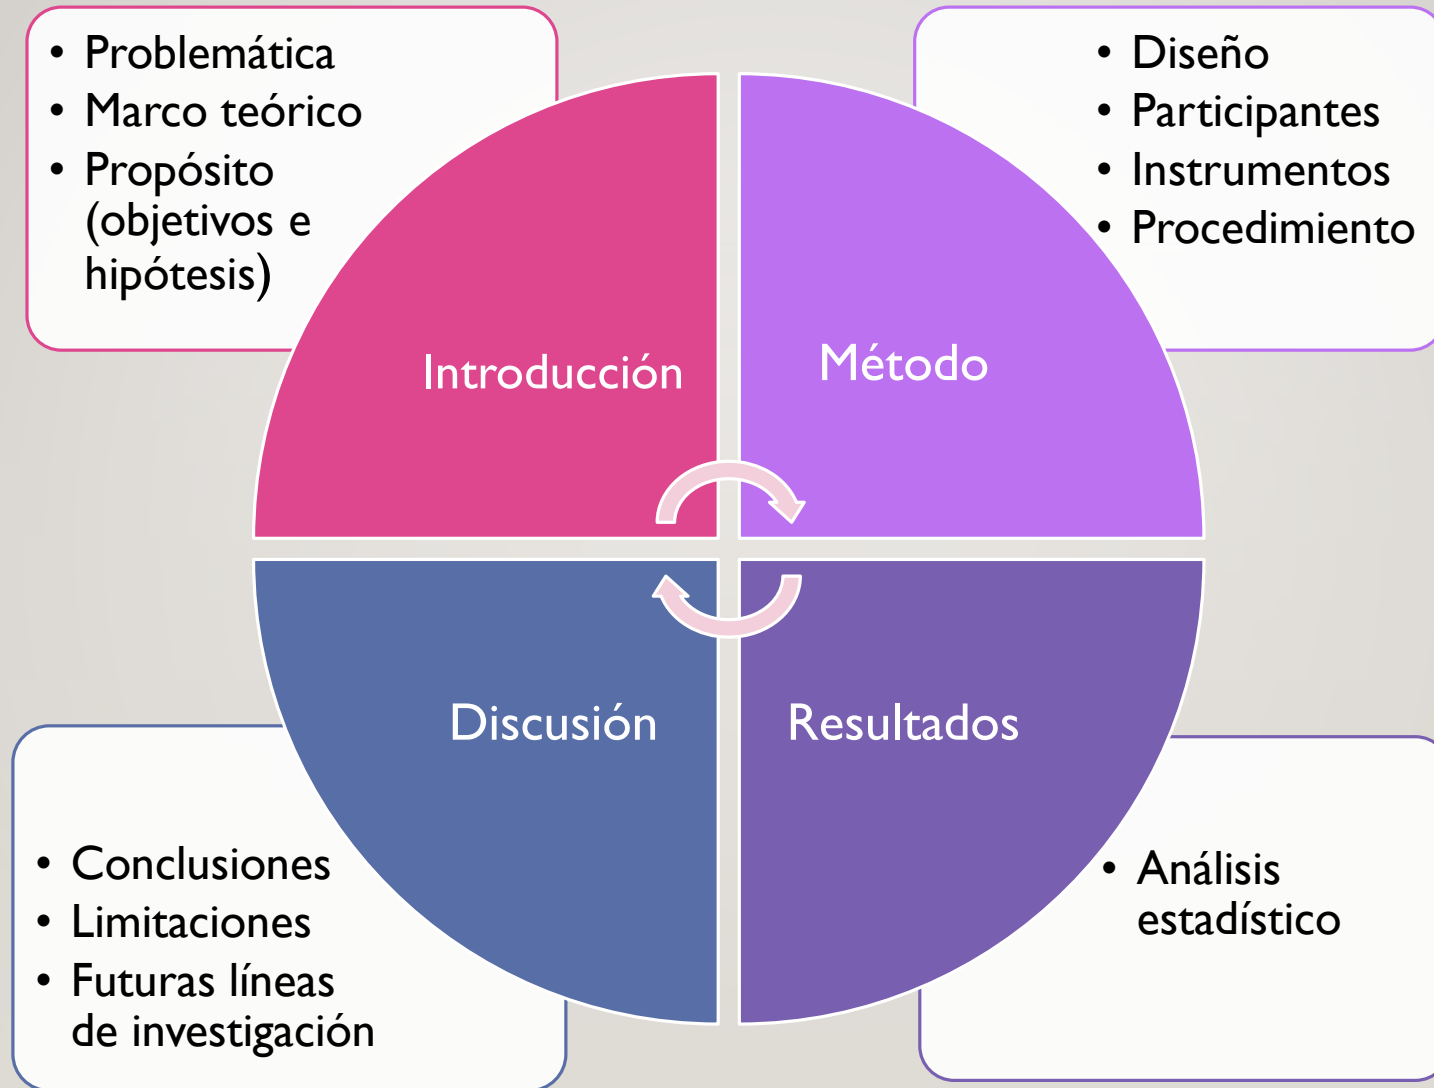 • Problemática
• Marco teórico
• Propósito
(objetivos e
hipótesis)
• Diseño
• Participantes
• Instrumentos
• Procedimiento
Introducción
Método
Discusión
Resultados
• Conclusiones
• Limitaciones
• Futuras líneas
de investigación
• Análisis
estadístico